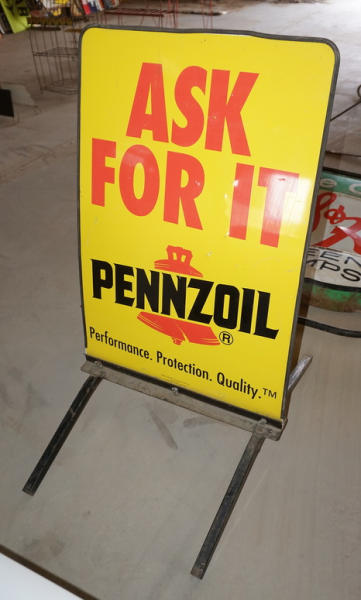 ASK
FOR IT
PENNZOIL®
Performance. Protection. Quality.™